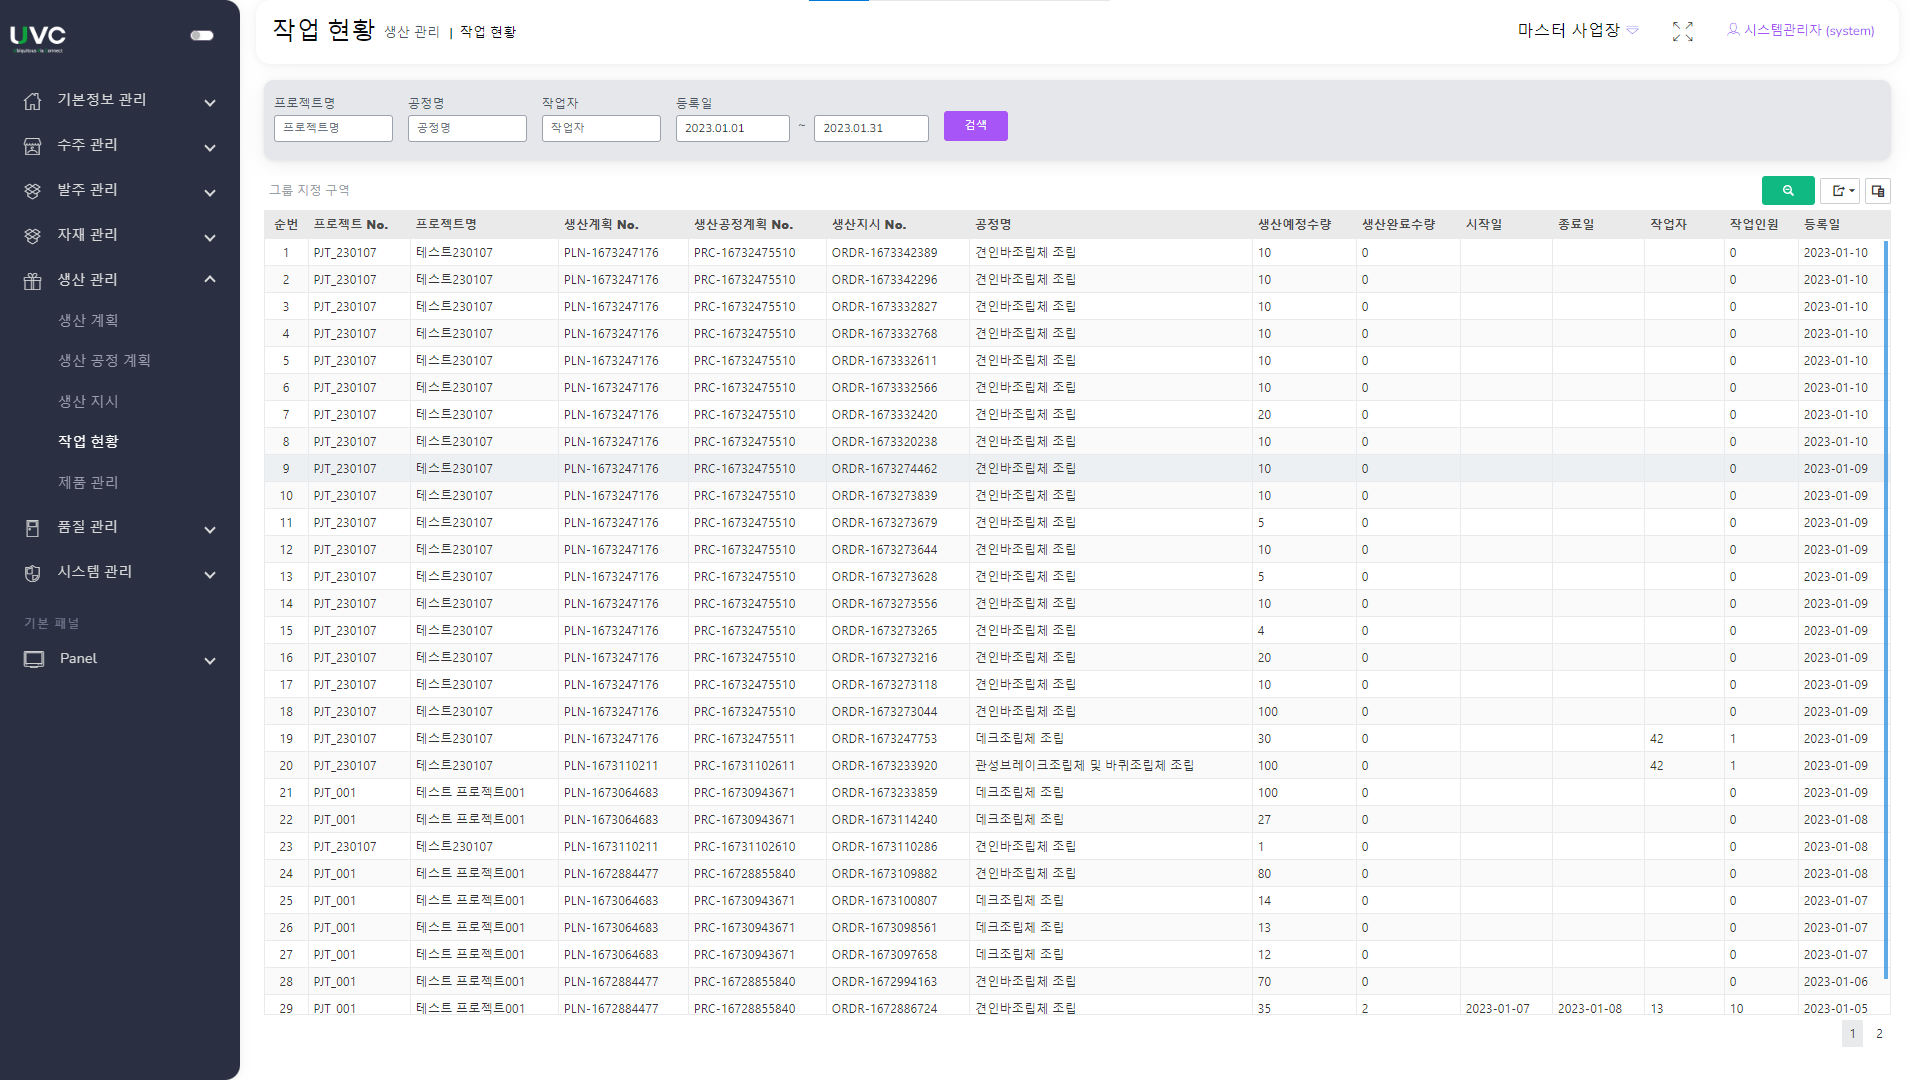 UVC
Ubiquitous Via Connect
기본정보 관리
수주 관리
발주 관리
자재 관리
생산 관리
생산 계획
생산 공정 계획
생산 지시
작업 현황
제품 관리
품질 관리
시스템 관리
기본 패널
Panel
작업 현황 생산 관리 | 작업 현황
마스터 사업장
시스템관리자 (system)
프로젝트명 공정명 작업자 등록일
프로젝트명 공정명 작업자 2023.01.01 ~ 2023.01.31 검색
그룹 지정 구역
순번 프로젝트 No. 프로젝트명 생산계획 No. 생산공정계획 No. 생산지시 No. 공정명 생산예정수량 생산완료수량 시작일 종료일 작업자 작업인원 등록일
1 PJT_230107 테스트230107 PLN-1673247176 PRC-16732475510 ORDR-1673342389 견인바조립체 조립 10 0 0 2023-01-10
2 PJT_230107 테스트230107 PLN-1673247176 PRC-16732475510 ORDR-1673342296 견인바조립체 조립 10 0 0 2023-01-10
3 PJT_230107 테스트230107 PLN-1673247176 PRC-16732475510 ORDR-1673332827 견인바조립체 조립 10 0 0 2023-01-10
4 PJT_230107 테스트230107 PLN-1673247176 PRC-16732475510 ORDR-1673332768 견인바조립체 조립 10 0 0 2023-01-10
5 PJT_230107 테스트230107 PLN-1673247176 PRC-16732475510 ORDR-1673332611 견인바조립체 조립 10 0 0 2023-01-10
6 PJT_230107 테스트230107 PLN-1673247176 PRC-16732475510 ORDR-1673332566 견인바조립체 조립 10 0 0 2023-01-10
7 PJT_230107 테스트230107 PLN-1673247176 PRC-16732475510 ORDR-1673332420 견인바조립체 조립 20 0 0 2023-01-10
8 PJT_230107 테스트230107 PLN-1673247176 PRC-16732475510 ORDR-1673320238 견인바조립체 조립 10 0 0 2023-01-10
9 PJT_230107 테스트230107 PLN-1673247176 PRC-16732475510 ORDR-1673274462 견인바조립체 조립 10 0 0 2023-01-09
10 PJT_230107 테스트230107 PLN-1673247176 PRC-16732475510 ORDR-1673273839 견인바조립체 조립 10 0 0 2023-01-09
11 PJT_230107 테스트230107 PLN-1673247176 PRC-16732475510 ORDR-1673273679 견인바조립체 조립 5 0 0 2023-01-09
12 PJT_230107 테스트230107 PLN-1673247176 PRC-16732475510 ORDR-1673273644 견인바조립체 조립 10 0 0 2023-01-09
13 PJT_230107 테스트230107 PLN-1673247176 PRC-16732475510 ORDR-1673273628 견인바조립체 조립 5 0 0 2023-01-09
14 PJT_230107 테스트230107 PLN-1673247176 PRC-16732475510 ORDR-1673273556 견인바조립체 조립 10 0 0 2023-01-09
15 PJT_230107 테스트230107 PLN-1673247176 PRC-16732475510 ORDR-1673273265 견인바조립체 조립 4 0 0 2023-01-09
16 PJT_230107 테스트230107 PLN-1673247176 PRC-16732475510 ORDR-1673273216 견인바조립체 조립 20 0 0 2023-01-09
17 PJT_230107 테스트230107 PLN-1673247176 PRC-16732475510 ORDR-1673273118 견인바조립체 조립 10 0 0 2023-01-09
18 PJT_230107 테스트230107 PLN-1673247176 PRC-16732475510 ORDR-1673273044 견인바조립체 조립 100 0 0 2023-01-09
19 PJT_230107 테스트230107 PLN-1673247176 PRC-16732475511 ORDR-1673247753 데크조립체 조립 30 0 42 1 2023-01-09
20 PJT_230107 테스트230107 PLN-1673110211 PRC-16731102611 ORDR-1673233920 관성브레이크조립체 및 바퀴조립체 조립 100 0 42 1 2023-01-09
21 PJT_001 테스트 프로젝트001 PLN-1673064683 PRC-16730943671 ORDR-1673233859 데크조립체 조립 100 0 0 2023-01-09
22 PJT_001 테스트 프로젝트001 PLN-1673064683 PRC-16730943671 ORDR-1673114240 데크조립체 조립 27 0 0 2023-01-08
23 PJT_230107 테스트230107 PLN-1673110211 PRC-16731102610 ORDR-1673110286 견인바조립체 조립 1 0 0 2023-01-08
24 PJT_001 테스트 프로젝트001 PLN-1672884477 PRC-16728855840 ORDR-1673109882 견인바조립체 조립 80 0 0 2023-01-08
25 PJT_001 테스트 프로젝트001 PLN-1673064683 PRC-16730943671 ORDR-1673100807 데크조립체 조립 14 0 0 2023-01-07
26 PJT_001 테스트 프로젝트001 PLN-1673064683 PRC-16730943671 ORDR-1673098561 데크조립체 조립 13 0 0 2023-01-07
27 PJT_001 테스트 프로젝트001 PLN-1673064683 PRC-16730943671 ORDR-1673097658 데크조립체 조립 12 0 0 2023-01-07
28 PJT_001 테스트 프로젝트001 PLN-1672884477 PRC-16728855840 ORDR-1672994163 견인바조립체 조립 70 0 0 2023-01-06
29 PJT_001 테스트 프로젝트001 PLN-1672884477 PRC-16728855840 ORDR-1672886724 견인바조립체 조립 35 2 2023-01-07 2023-01-08 13 10 2023-01-05
1 2